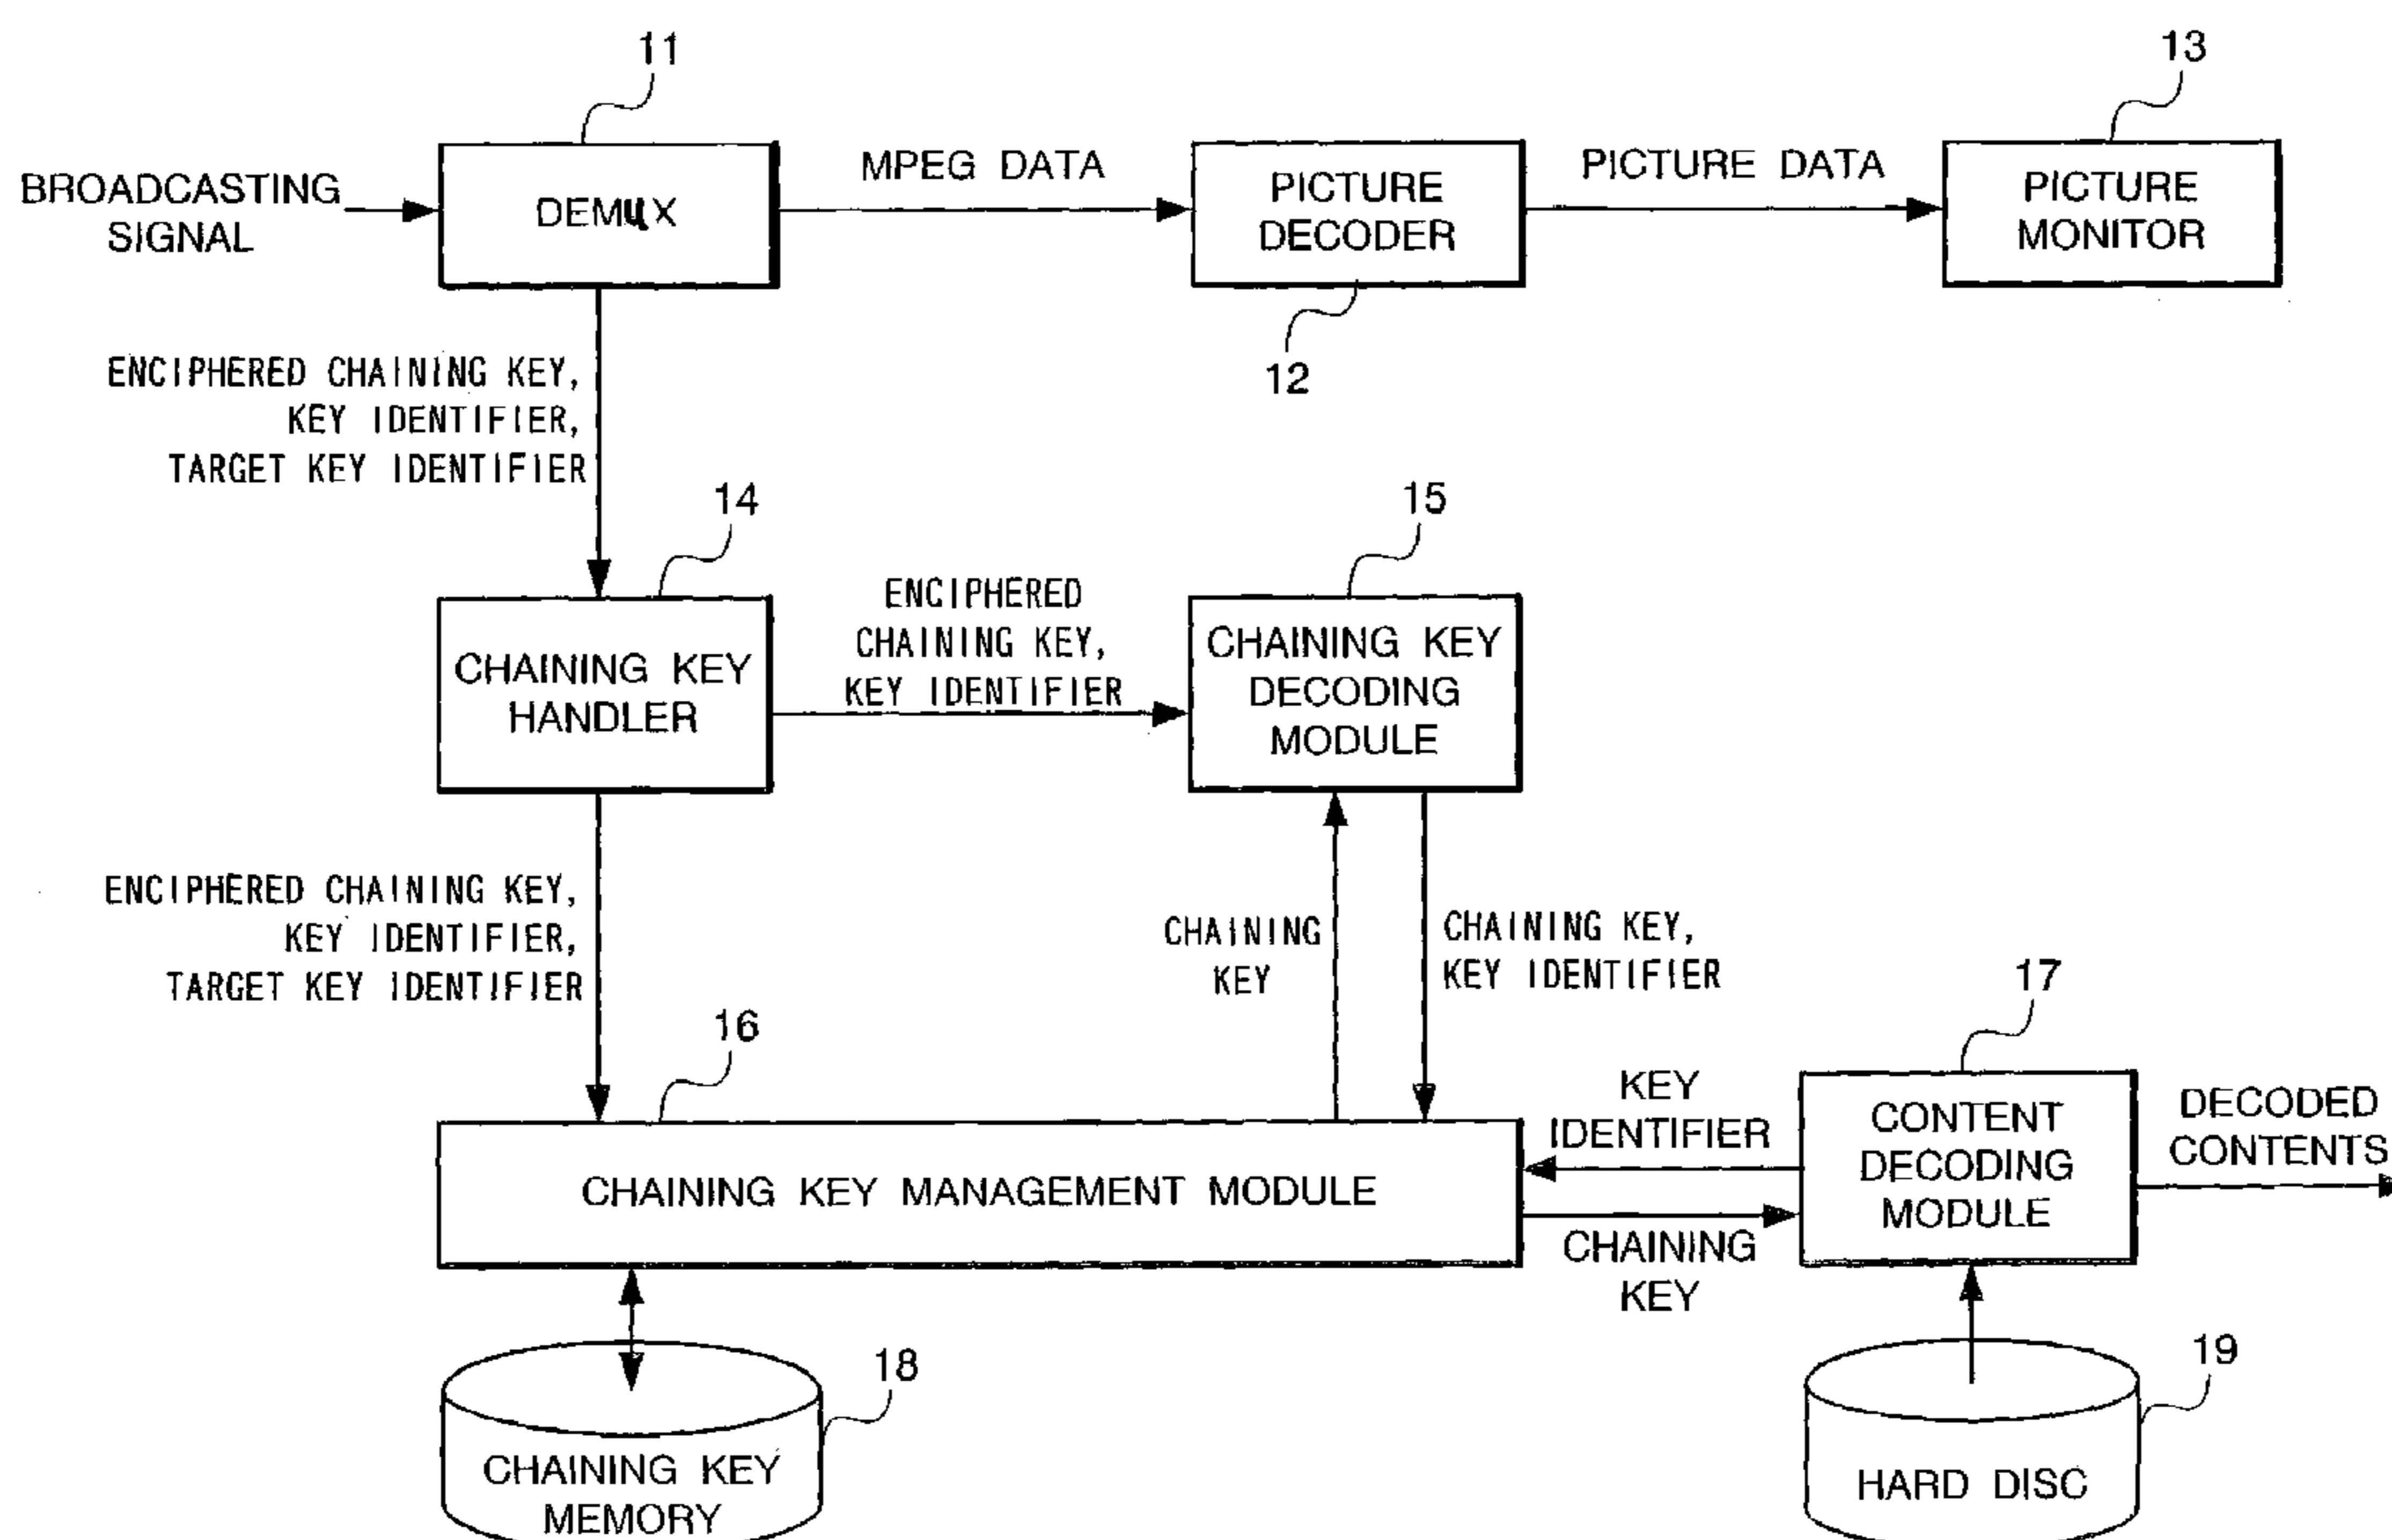 11
13
BROADCASTING
SIGNAL
DEMUX
MPEG DATA
PICTURE
DECODER
PICTURE DATA
PICTURE
MONITOR
12
ENCIPHERED CHAINING KEY,
KEY IDENTIFIER,
TARGET KEY IDENTIFIER
14
15
CHAINING KEY
HANDLER
ENCIPHERED
CHAINING KEY,
KEY IDENTIFIER
CHAINING KEY
DECODING
MODULE
ENCIPHERED CHAINING KEY,
KEY IDENTIFIER,
TARGET KEY IDENTIFIER
CHAINING
KEY
CHAINING KEY,
KEY IDENTIFIER
16
17
CHAINING KEY MANAGEMENT MODULE
KEY
IDENTIFIER
CHAINING
KEY
CONTENT
DECODING
MODULE
DECODED
CONTENTS
18
CHAINING KEY
MEMORY
19
HARD DISC